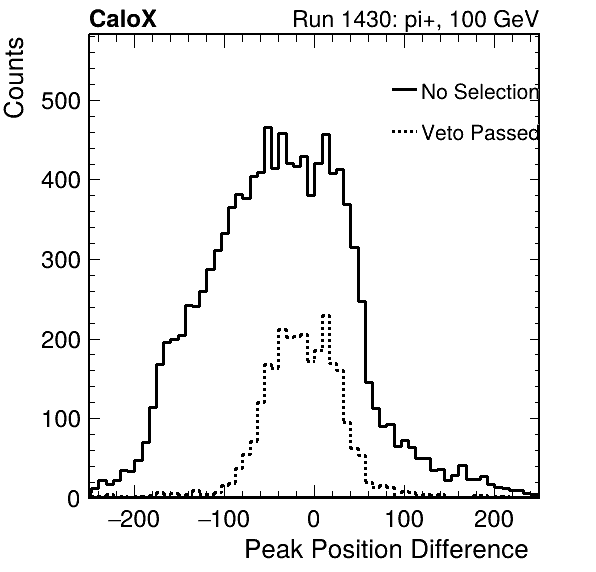 CaloX Run 1430: pi+, 100 GeV
Counts
No Selection
Veto Passed
500
400
300
200
100
0
−200 −100 0 100 200
Peak Position Difference